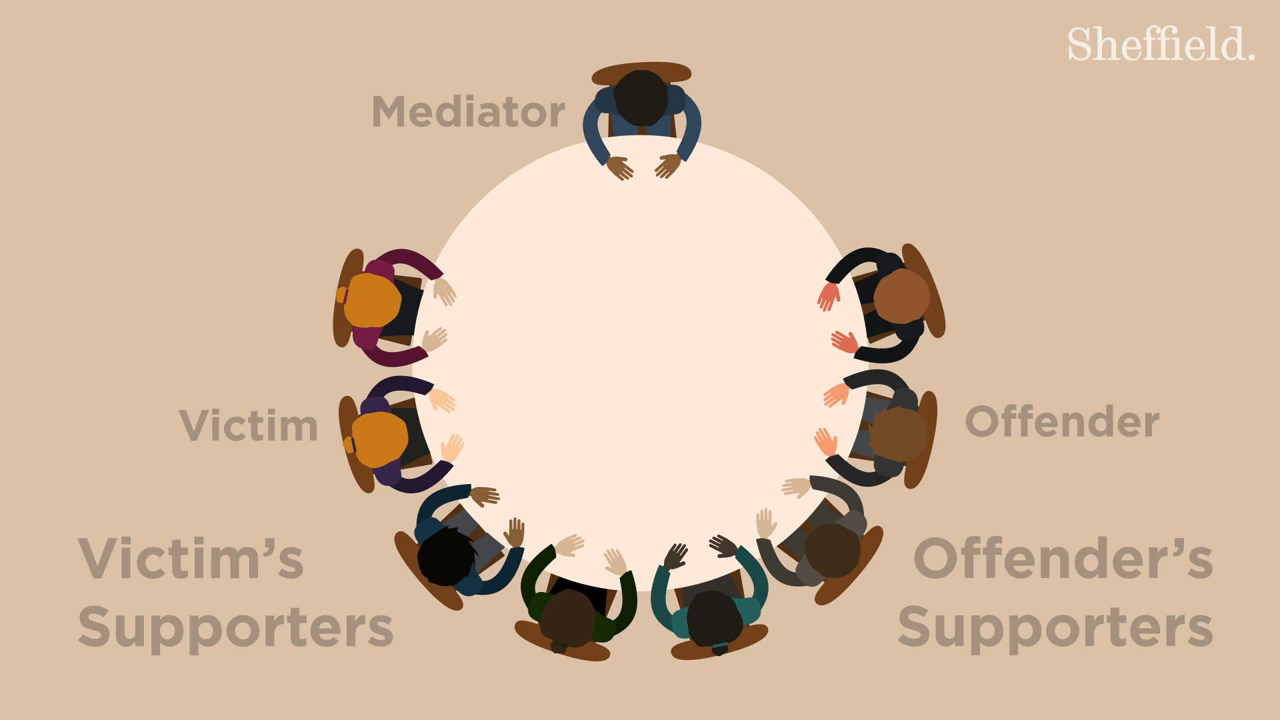 Sheffield.
Mediator
Victim
Offender
Victim's
Supporters
Offender's
Supporters